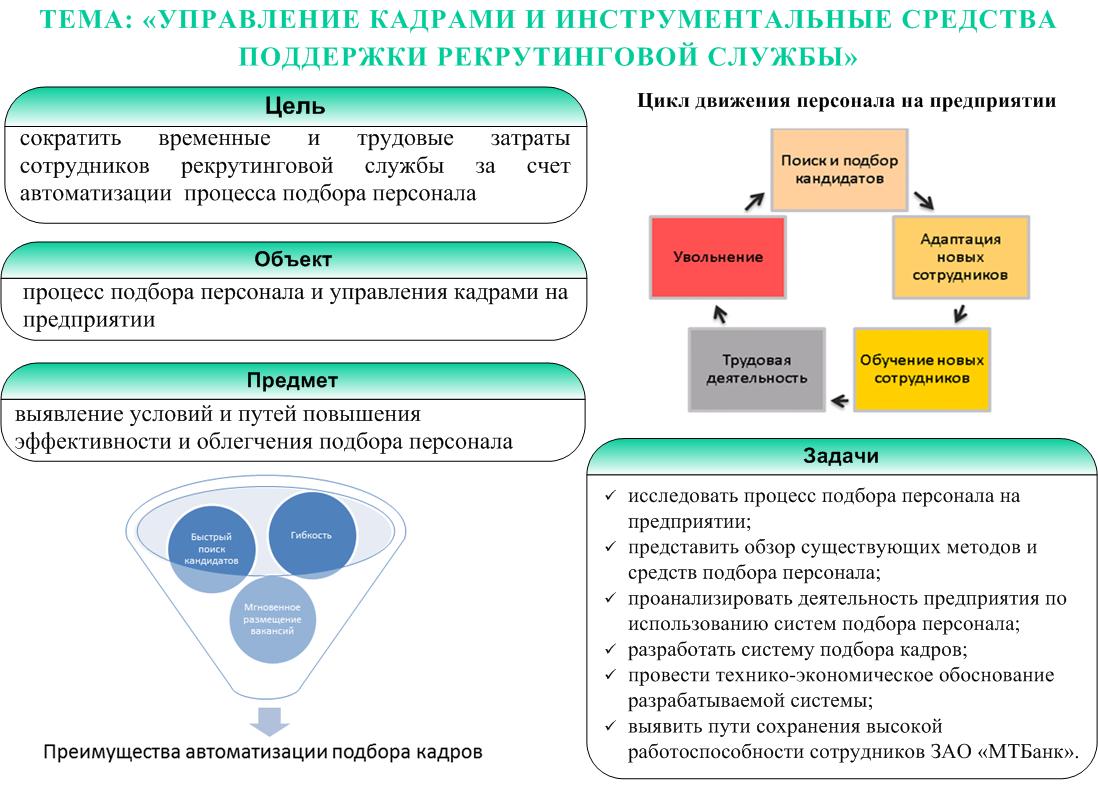 ТЕМА: «УПРАВЛЕНИЕ КАДРАМИ И ИНСТРУМЕНТАЛЬНЫЕ СРЕДСТВА
ПОДДЕРЖКИ РЕКРУТИНГОВОЙ СЛУЖБЫ»
Цель
сократить временные и трудовые затраты
сотрудников рекрутинговой службы за счет
автоматизации процесса подбора персонала
Объект
процесс подбора персонала и управления кадрами на
предприятии
Предмет
выявление условий и путей повышения
эффективности и облегчения подбора персонала
Быстрый
поиск
кандидатов
Гибкость
Мгновенное
размещение
вакансий
Преимущества автоматизации подбора кадров
Цикл движения персонала на предприятии
Поиск и подбор
кандидатов
Адаптация
новых
сотрудников
Обучение новых
сотрудников
Трудовая
деятельность
Увольнение
Задачи
✓ исследовать процесс подбора персонала на
предприятии;
✓ представить обзор существующих методов и
средств подбора персонала;
✓ проанализировать деятельность предприятия по
использованию систем подбора персонала;
✓ разработать систему подбора кадров;
✓ провести технико-экономическое обоснование
разрабатываемой системы;
✓ выявить пути сохранения высокой
работоспособности сотрудников ЗАО «МТБанк».